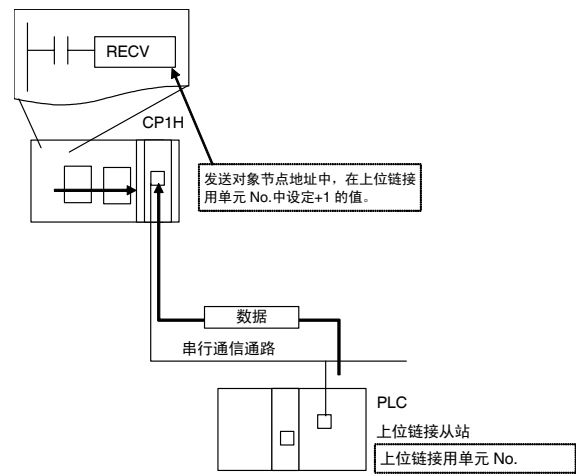 RECV
CP1H
发送对象节点地址中，在上位链接
用单元 No.中设定+1 的值。
数据
串行通信通路
PLC
上位链接从站
上位链接用单元 No.